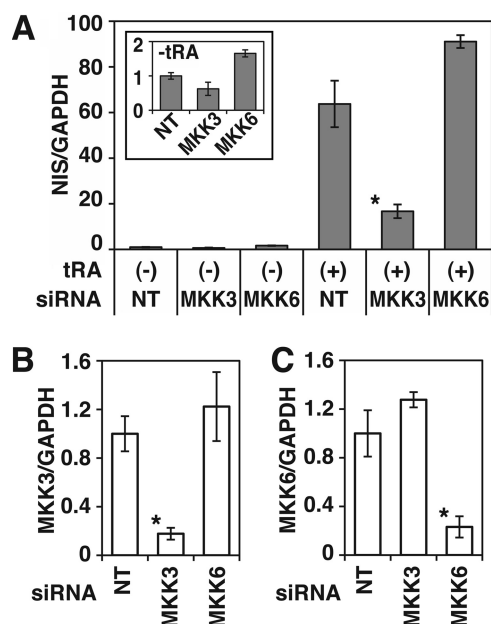 A
NIS/GAPDH
100
80
60
40
20
0
-tRA
2
1
0
NT
MKK3
MKK6
*
tRA (-) (-) (-) (+) (+) (+)
siRNA NT MKK3 MKK6 NT MKK3 MKK6
B
MKK3/GAPDH
1.6
1.2
0.8
0.4
0
*
siRNA NT MKK3 MKK6
C
MKK6/GAPDH
1.6
1.2
0.8
0.4
0
*
siRNA NT MKK3 MKK6